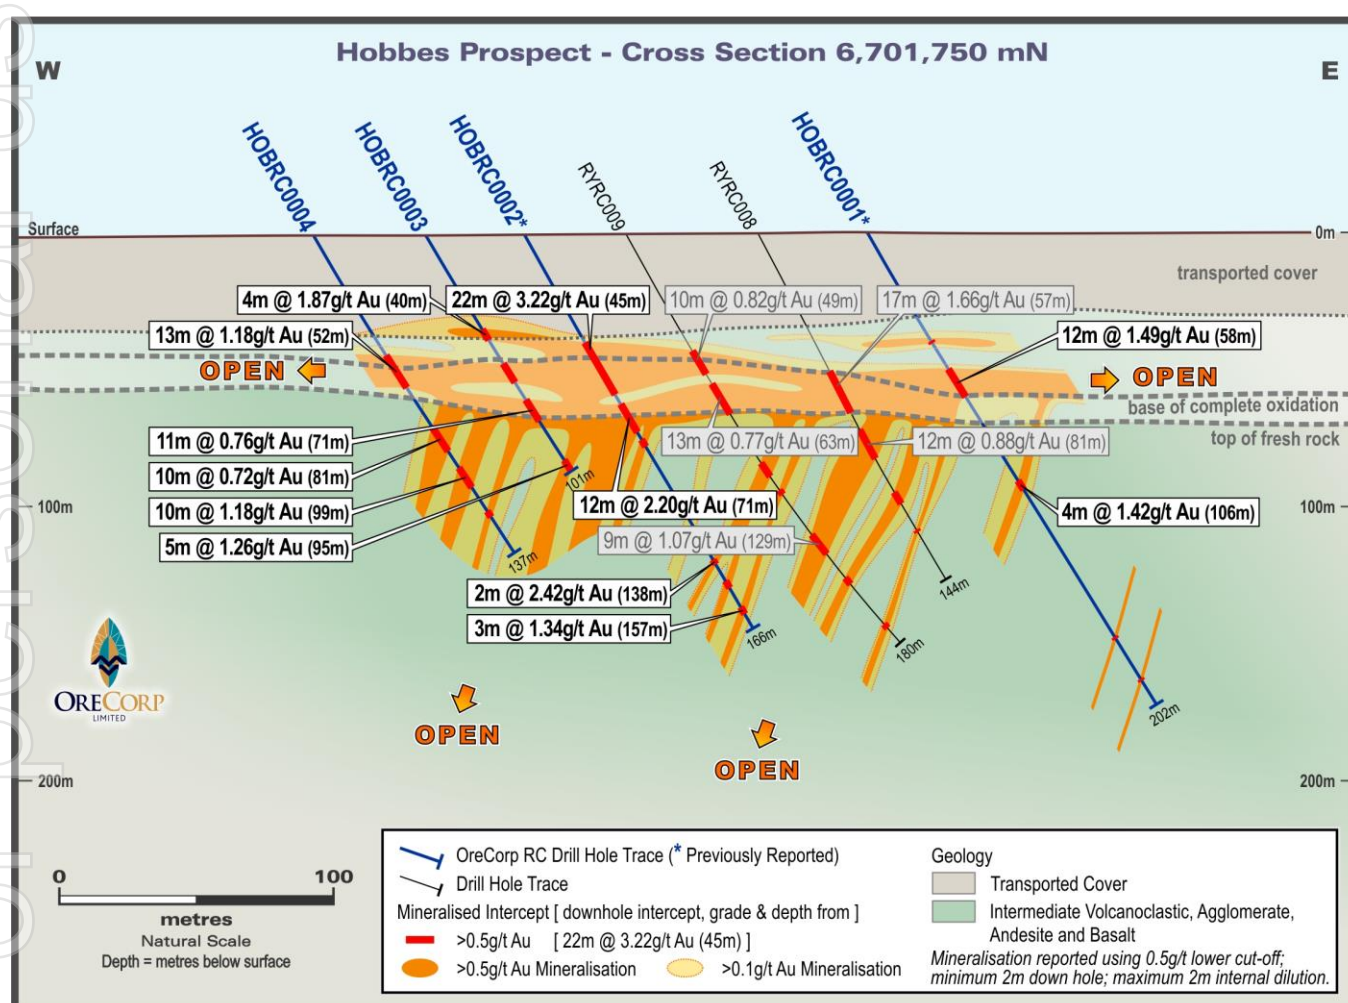 Hobbes Prospect - Cross Section 6,701,750 mN
W
E
HOBRC0004
HOBRC0003
HOBRC0002*
RYRC009
RYRC008
HOBRC0001*
Surface
0m
transported cover
4m @ 1.87g/t Au (40m)
22m @ 3.22g/t Au (45m)
10m @ 0.82g/t Au (49m)
17m @ 1.66g/t Au (57m)
13m @ 1.18g/t Au (52m)
12m @ 1.49g/t Au (58m)
OPEN
OPEN
base of complete oxidation
top of fresh rock
11m @ 0.76g/t Au (71m)
13m @ 0.77g/t Au (63m)
12m @ 0.88g/t Au (81m)
10m @ 0.72g/t Au (81m)
101m
100m
100m
10m @ 1.18g/t Au (99m)
12m @ 2.20g/t Au (71m)
4m @ 1.42g/t Au (106m)
5m @ 1.26g/t Au (95m)
9m @ 1.07g/t Au (129m)
137m
144m
2m @ 2.42g/t Au (138m)
3m @ 1.34g/t Au (157m)
166m
180m
202m
ORECORP
LIMITED
OPEN
OPEN
200m
200m
0 100
metres
Natural Scale
Depth = metres below surface
OreCorp RC Drill Hole Trace (* Previously Reported)
Drill Hole Trace
Mineralised Intercept [ downhole intercept, grade & depth from ]
>0.5g/t Au [ 22m @ 3.22g/t Au (45m) ]
>0.5g/t Au Mineralisation >0.1g/t Au Mineralisation
Geology
Transported Cover
Intermediate Volcanoclastic, Agglomerate,
Andesite and Basalt
Mineralisation reported using 0.5g/t lower cut-off;
minimum 2m down hole; maximum 2m internal dilution.